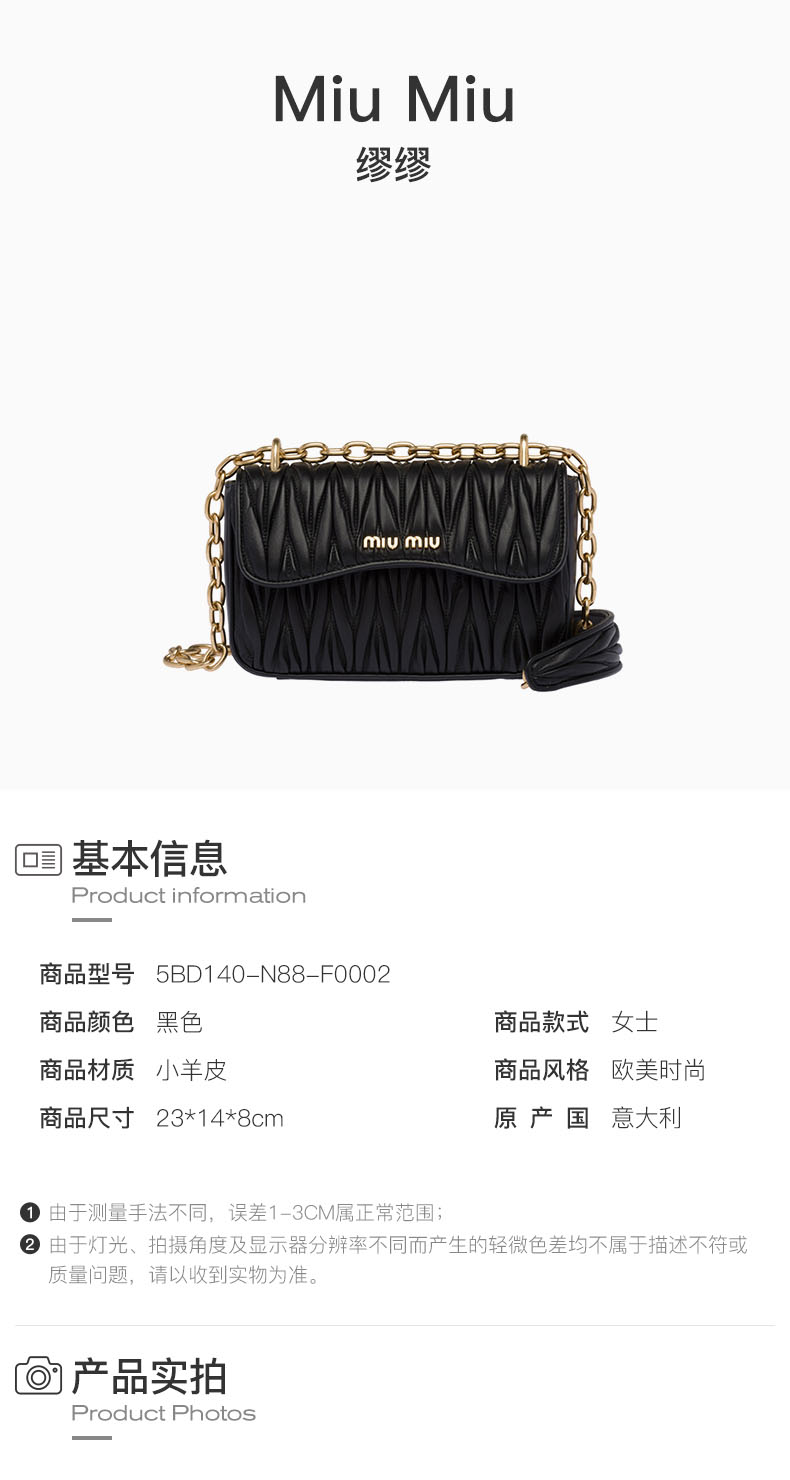 Miu Miu
缪缪
miu miu
基本信息
Product information
商品型号 5BD140-N88-F0002
商品颜色 黑色 商品款式 女士
商品材质 小羊皮 商品风格 欧美时尚
商品尺寸 23*14*8cm 原产国 意大利
1 由于测量手法不同，误差1-3CM属正常范围；
2 由于灯光、拍摄角度及显示器分辨率不同而产生的轻微色差均不属于描述不符或
质量问题，请以收到实物为准。
产品实拍
Product Photos